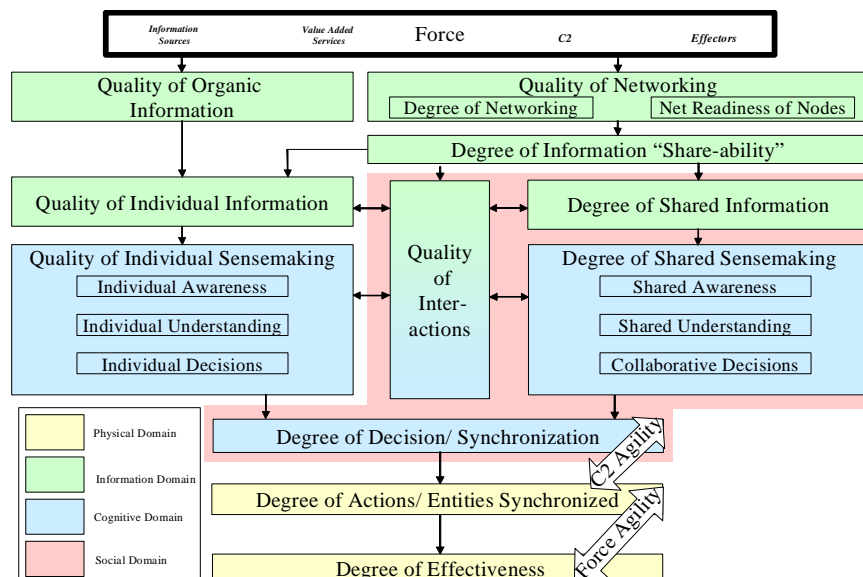 Information
Sources
Value Added
Services
Force
C2
Effectors
Quality of Organic
Information
Quality of Networking
Degree of Networking
Net Readiness of Nodes
Degree of Information “Share-ability”
Quality of Individual Information
Degree of Shared Information
Quality
of
Inter-
actions
Quality of Individual Sensemaking
Individual Awareness
Individual Understanding
Individual Decisions
Degree of Shared Sensemaking
Shared Awareness
Shared Understanding
Collaborative Decisions
Degree of Decision/ Synchronization
C2 Agility
Degree of Actions/ Entities Synchronized
Force Agility
Degree of Effectiveness
Physical Domain
Information Domain
Cognitive Domain
Social Domain